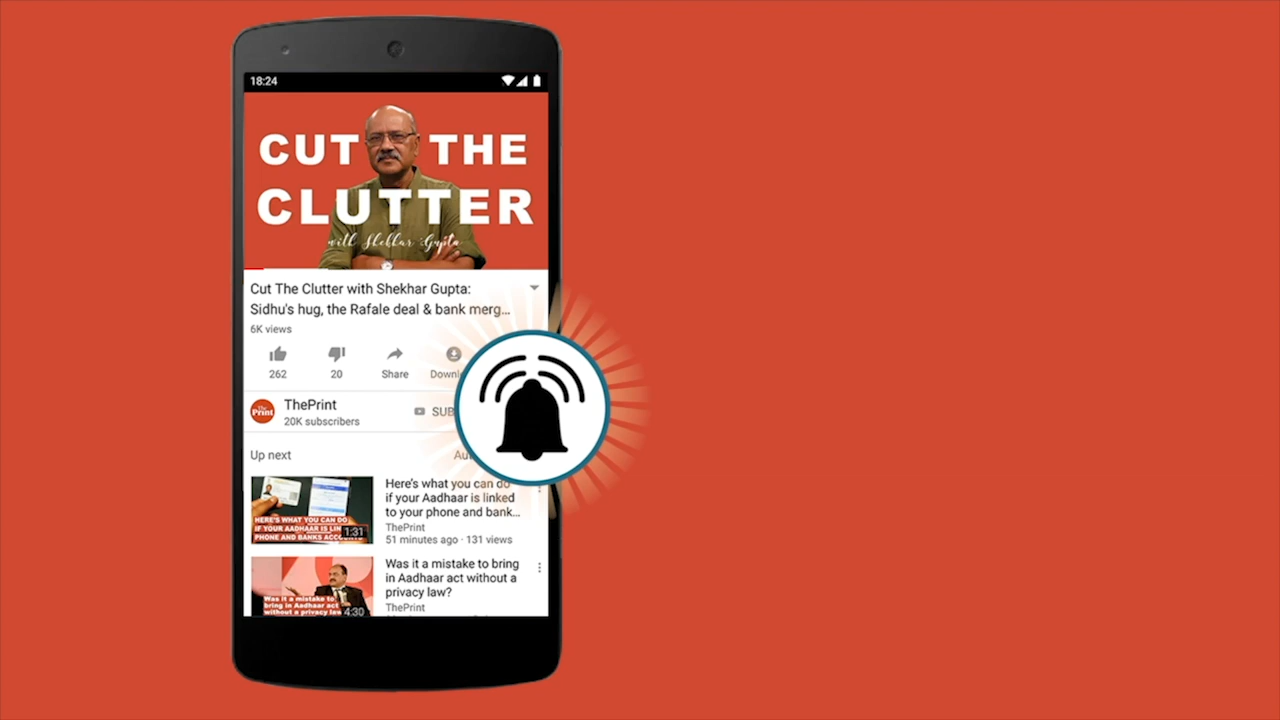 18:24
CUT THE
CLUTTER
with Shekhar Gupta
Cut The Clutter with Shekhar Gupta:
Sidhu's hug, the Rafale deal & bank merg...
6K views
262
20
Share
Downl
The
Print
ThePrint
20K subscribers
SUB
Up next
Au
HERE'S WHAT YOU CAN DO
IF YOUR AADHAAR IS LIN
PHONE AND BANKS ACC
1:31
Here's what you can do
if your Aadhaar is linked
to your phone and bank...
ThePrint
51 minutes ago · 131 views
Was it a mistake to
bring in Aadhaar act
without a privacy law
4:30
Was it a mistake to bring
in Aadhaar act without a
privacy law?
ThePrint